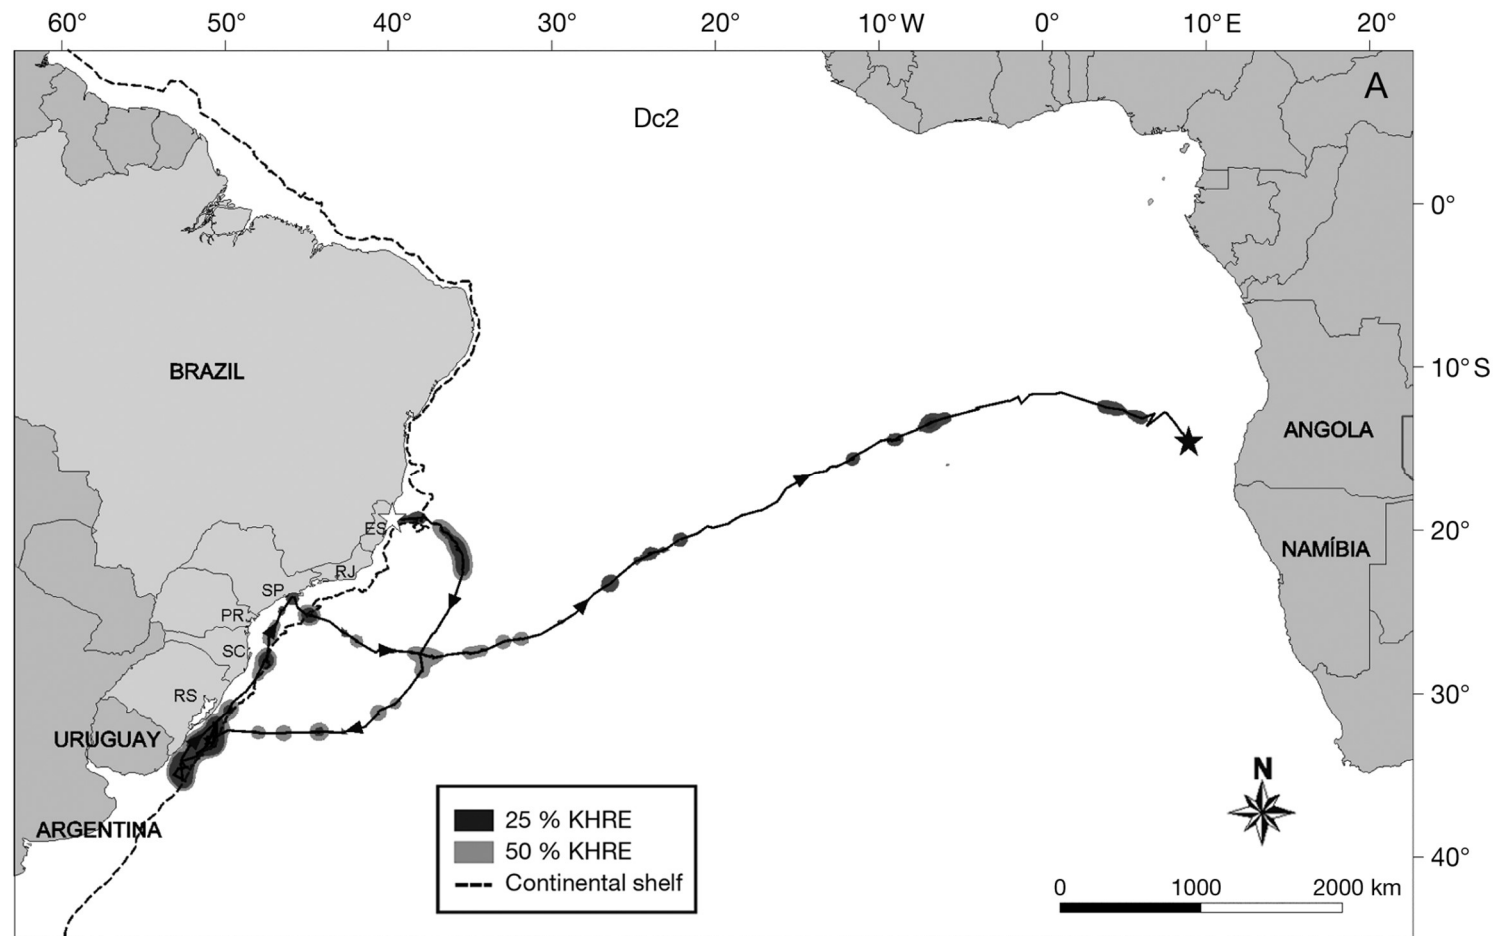 60° 50° 40° 30° 20° 10°W 0° 10°E 20°
A
Dc2
0°
BRAZIL
10°S
ANGOLA
ES
20°
NAMÍBIA
RJ
SP
PR
SC
RS
30°
URUGUAY
N
25 % KHRE
ARGENTINA
50 % KHRE
40°
Continental shelf
0 1000 2000 km